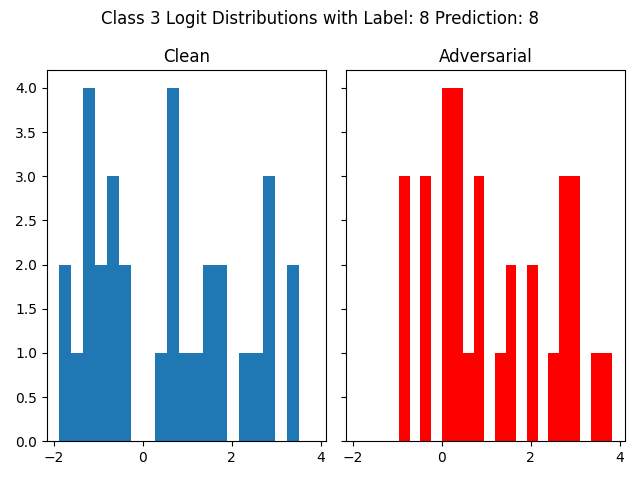 Class 3 Logit Distributions with Label: 8 Prediction: 8
Clean
Adversarial
4.0
3.5
3.0
2.5
2.0
1.5
1.0
0.5
0.0
−2 0 2 4
−2 0 2 4